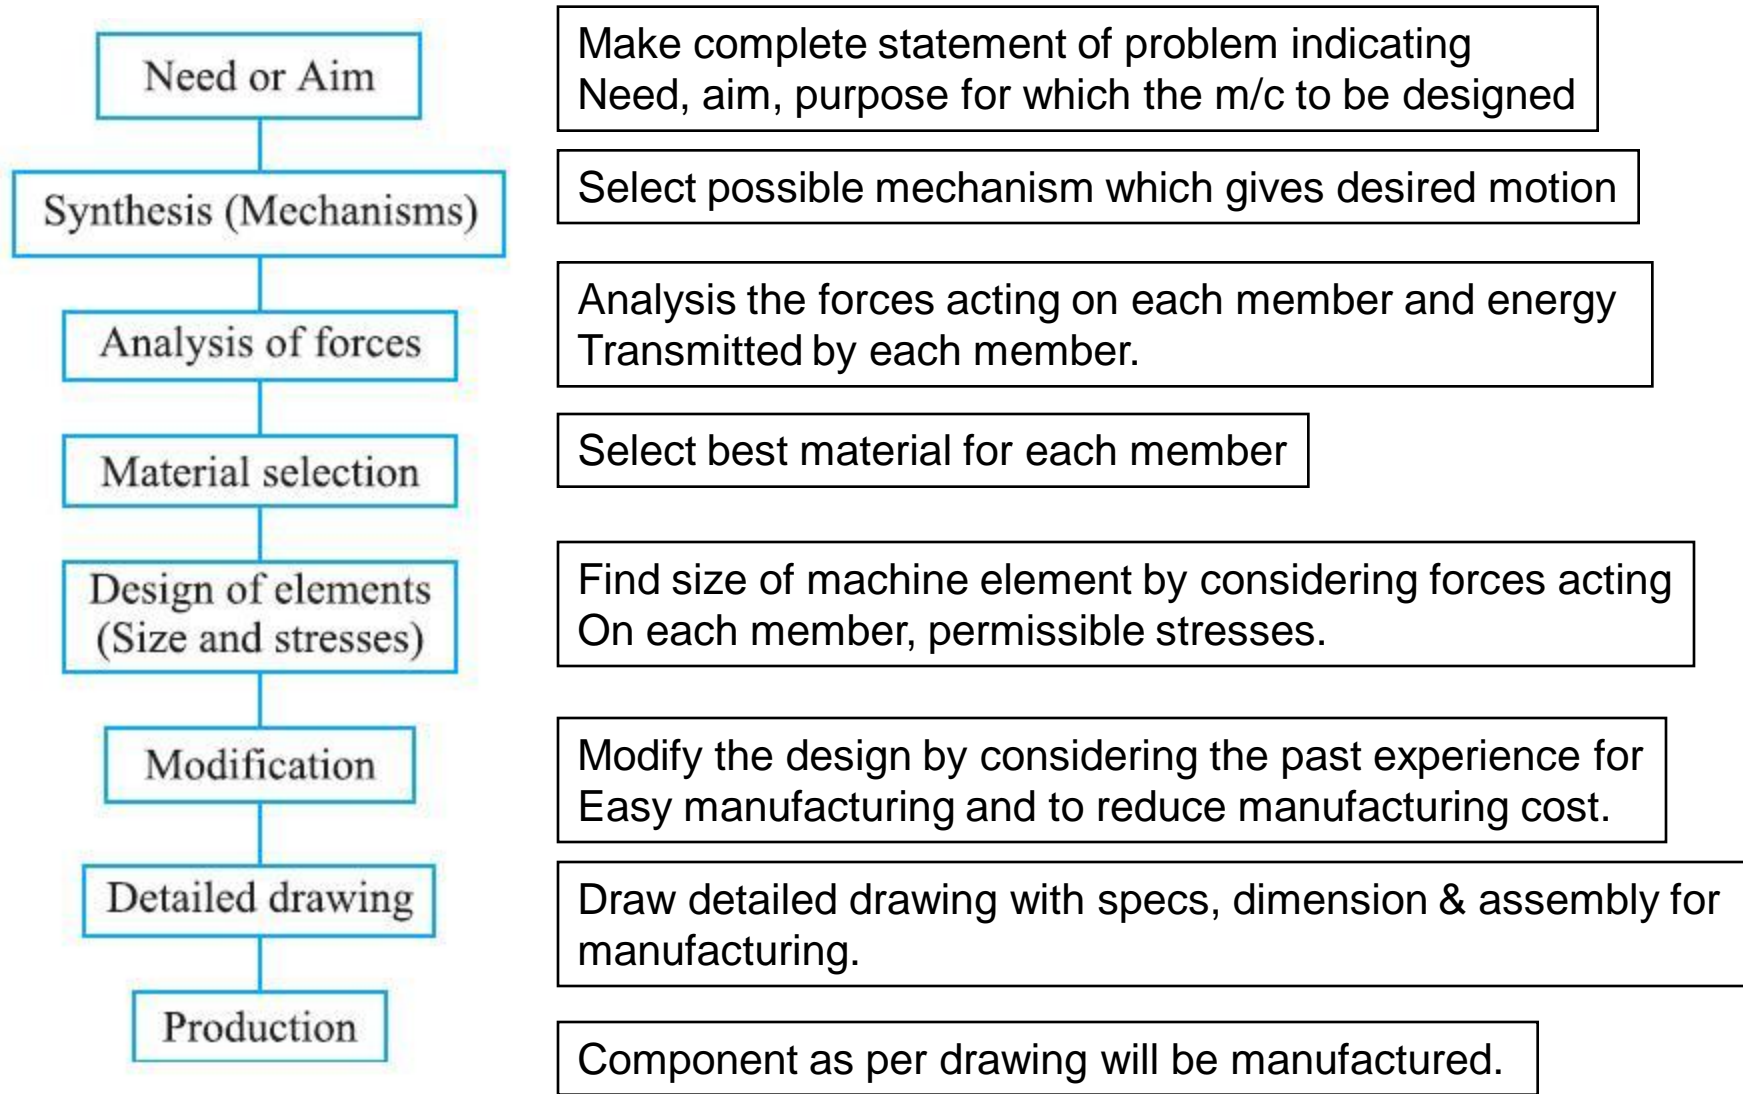 Need or Aim
Make complete statement of problem indicating
Need, aim, purpose for which the m/c to be designed
Synthesis (Mechanisms)
Select possible mechanism which gives desired motion
Analysis of forces
Analysis the forces acting on each member and energy
Transmitted by each member.
Material selection
Select best material for each member
Design of elements
(Size and stresses)
Find size of machine element by considering forces acting
On each member, permissible stresses.
Modification
Modify the design by considering the past experience for
Easy manufacturing and to reduce manufacturing cost.
Detailed drawing
Draw detailed drawing with specs, dimension & assembly for
manufacturing.
Production
Component as per drawing will be manufactured.